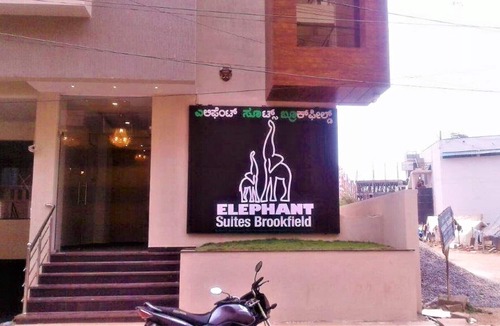 ಎಲಿಫೆಂಟ್ ಸೂಟ್ಸ್ ಬ್ರೂಕ್‌ಫೀಲ್ಡ್
ELEPHANT
Suites Brookfield